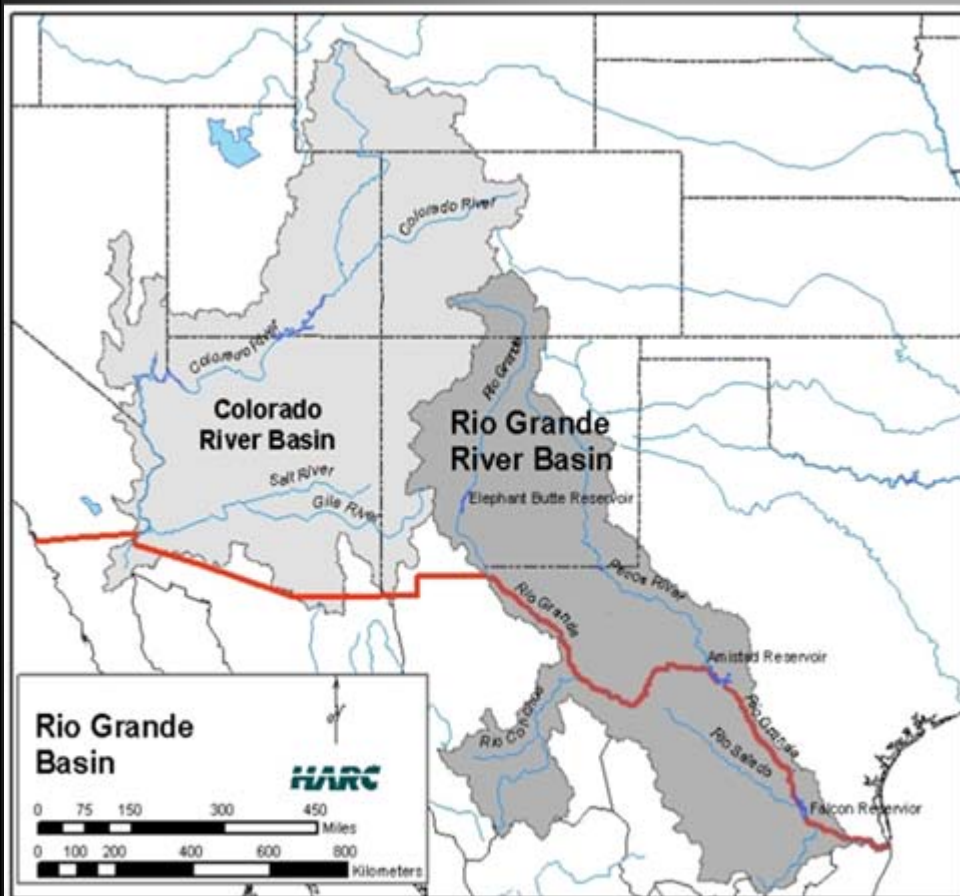 Colorado River
Colorado River
Rio Grande
Colorado
River Basin
Rio Grande
River Basin
Salt River
Gila River
Elephant Butte Reservoir
Pecos River
Rio Grande
Amistad Reservoir
Rio Grande
Rio Conchos
Rio Salado
Falcon Reservior
Rio Grande
Basin
HARC
0 75 150 300 450
Miles
0 100 200 400 600 800
Kilometers